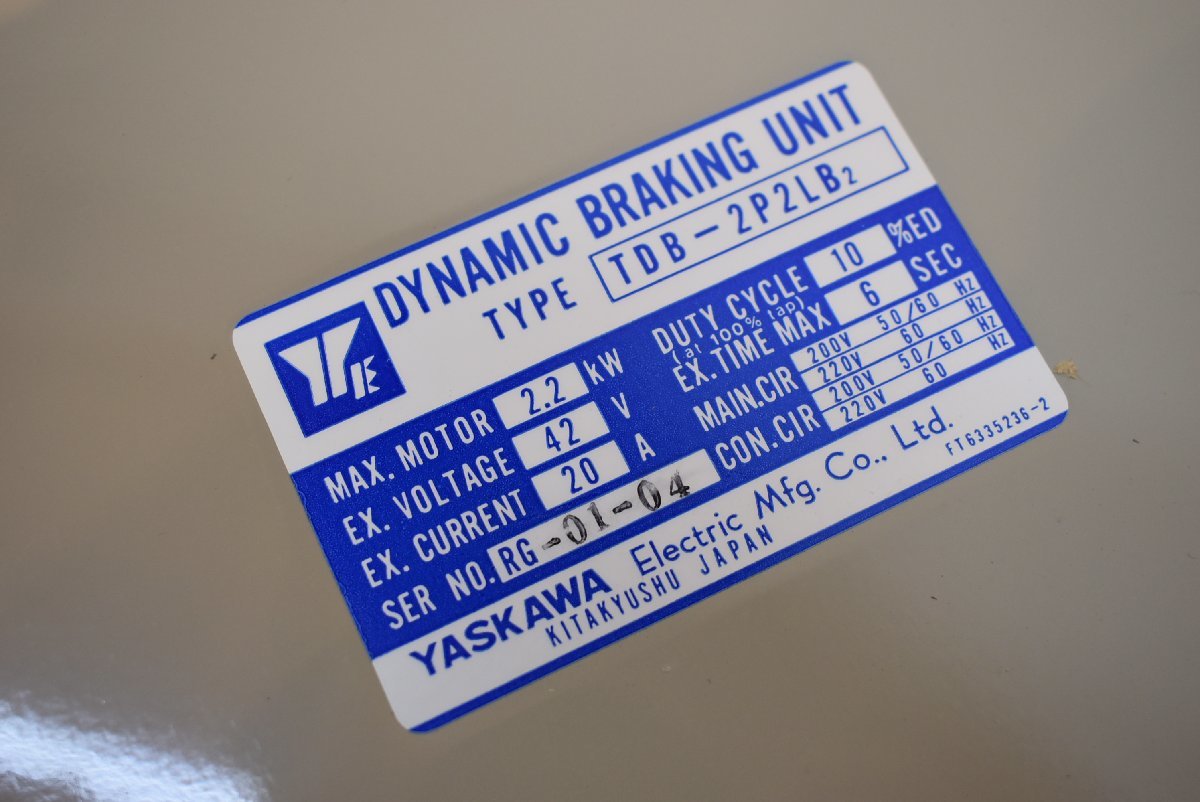 DYNAMIC BRAKING UNIT
TYPE TDB-2P2LB₂
MAX. MOTOR 2.2 kW
EX. VOLTAGE 42 V
EX. CURRENT 20 A
SER NO. RG-01-04
DUTY CYCLE 10 %ED
(at 100% tap)
EX. TIME MAX 6 SEC
MAIN.CIR 200V 50/60 Hz
220V 60 Hz
CON.CIR 200V 50/60 Hz
220V 60 Hz
YASKAWA Electric Mfg. Co., Ltd.
KITAKYUSHU JAPAN
FT6335236-2